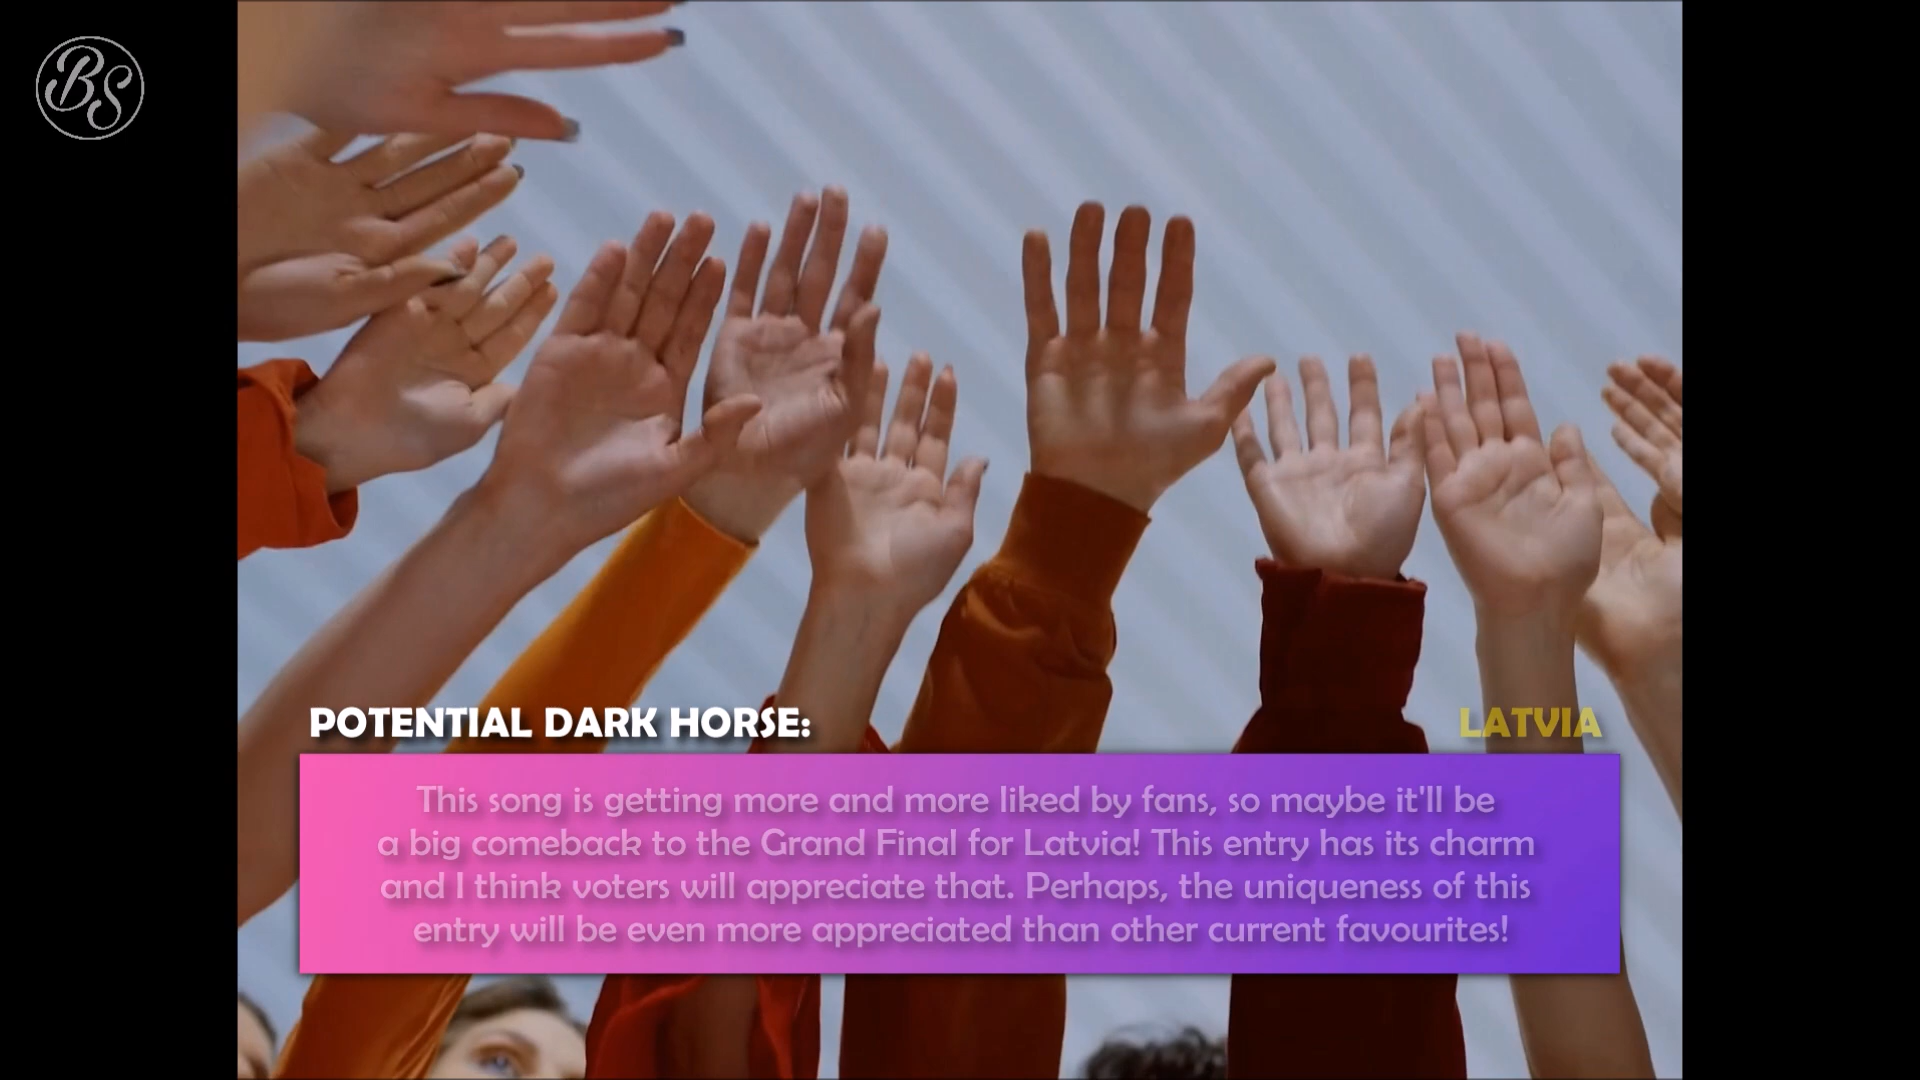 BS
POTENTIAL DARK HORSE:
LATVIA
This song is getting more and more liked by fans, so maybe it'll be
a big comeback to the Grand Final for Latvia! This entry has its charm
and I think voters will appreciate that. Perhaps, the uniqueness of this
entry will be even more appreciated than other current favourites!